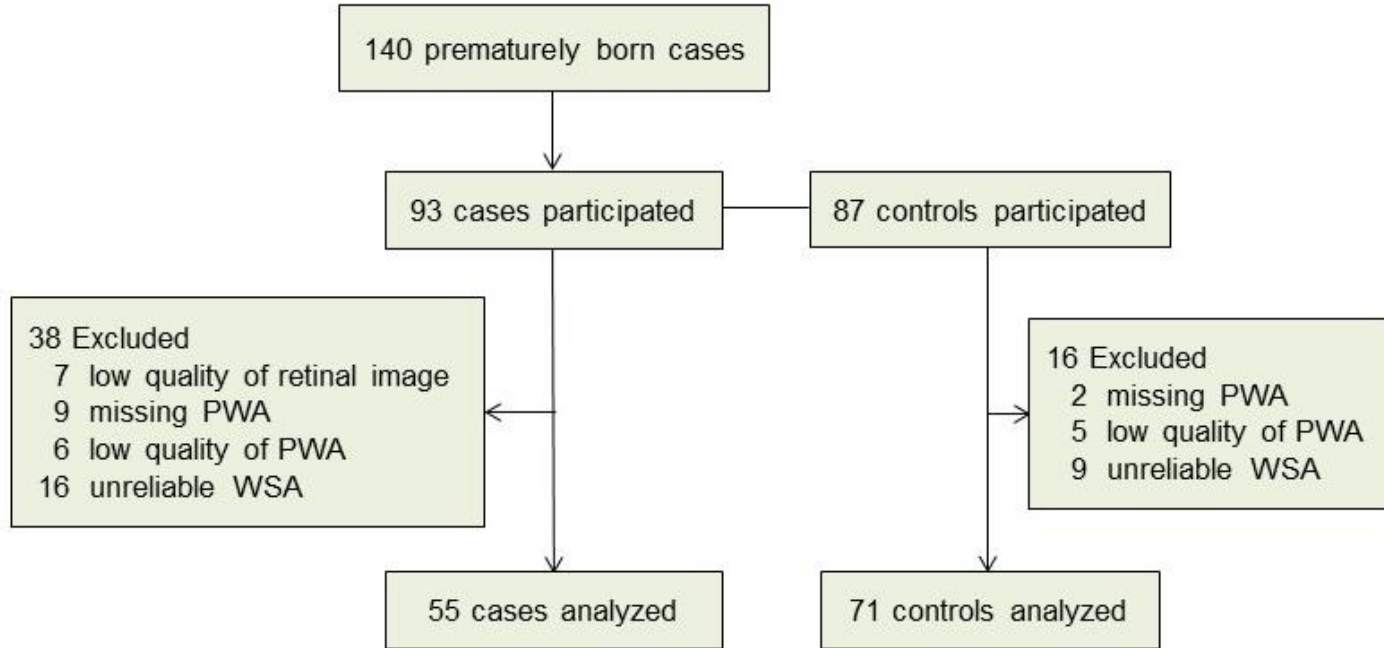 140 prematurely born cases
93 cases participated
87 controls participated
38 Excluded
7 low quality of retinal image
9 missing PWA
6 low quality of PWA
16 unreliable WSA
16 Excluded
2 missing PWA
5 low quality of PWA
9 unreliable WSA
55 cases analyzed
71 controls analyzed